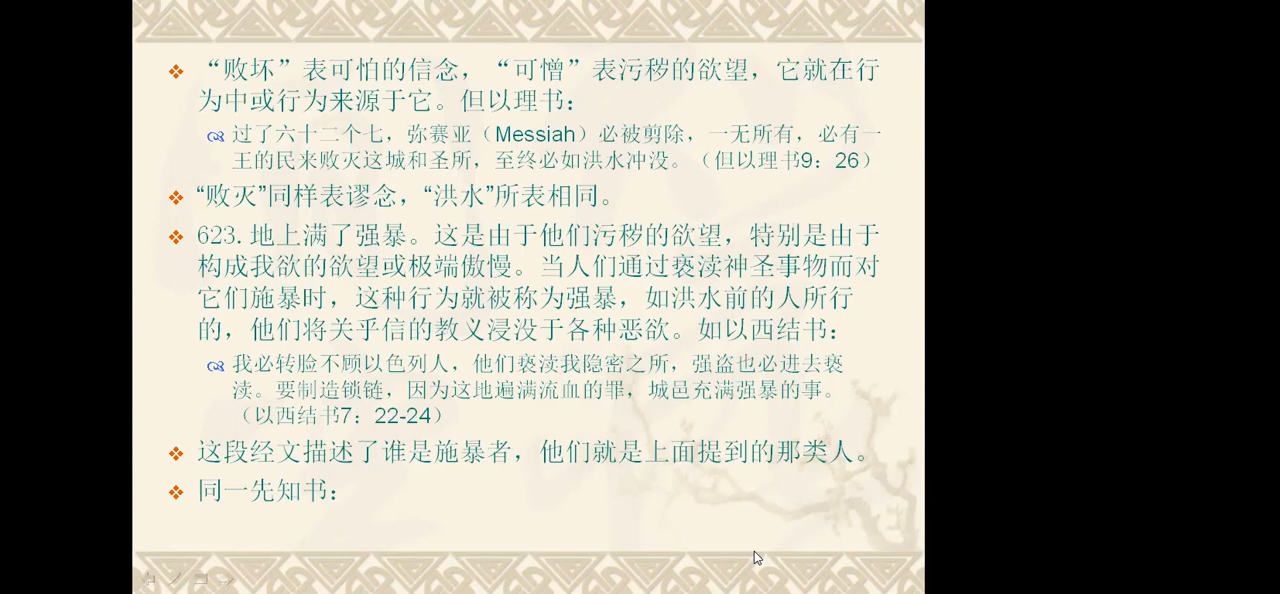 “败坏”表可怕的信念，“可憎”表污秽的欲望，它就在行
为中或行为来源于它。但以理书：
过了六十二个七，弥赛亚（Messiah）必被剪除，一无所有，必有一
王的民来败灭这城和圣所，至终必如洪水冲没。（但以理书9：26）
“败灭”同样表谬念，“洪水”所表相同。
623. 地上满了强暴。这是由于他们污秽的欲望，特别是由于
构成我欲的欲望或极端傲慢。当人们通过亵渎神圣事物而对
它们施暴时，这种行为就被称为强暴，如洪水前的人所行
的，他们将关乎信的教义浸没于各种恶欲。如以西结书：
我必转脸不顾以色列人，他们亵渎我隐密之所，强盗也必进去亵
渎。要制造锁链，因为这地遍满流血的罪，城邑充满强暴的事。
（以西结书7：22-24）
这段经文描述了谁是施暴者，他们就是上面提到的那类人。
同一先知书：